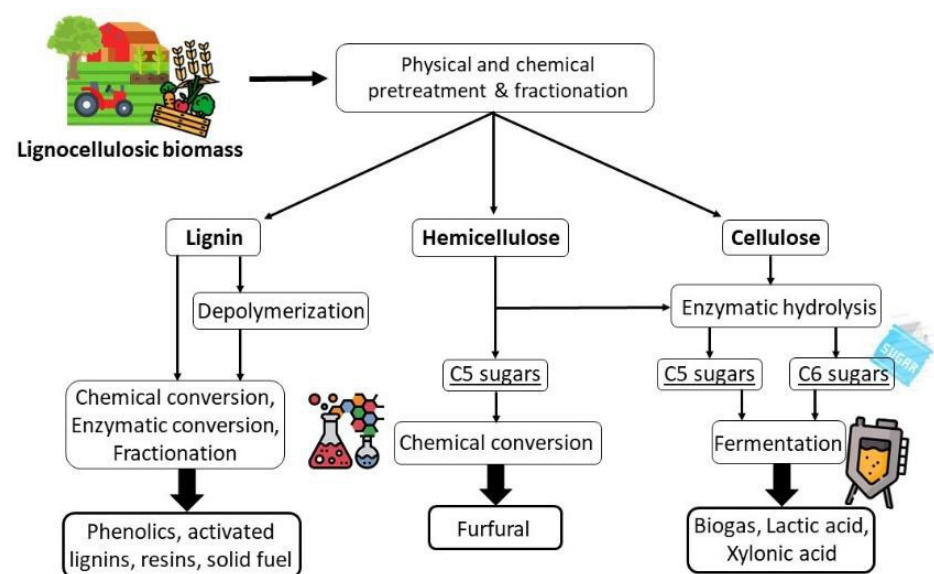 Physical and chemical
pretreatment & fractionation
Lignocellulosic biomass
Lignin
Hemicellulose
Cellulose
Depolymerization
Enzymatic hydrolysis
SUGAR
C5 sugars
C5 sugars
C6 sugars
Chemical conversion,
Enzymatic conversion,
Fractionation
Chemical conversion
Fermentation
Phenolics, activated
lignins, resins, solid fuel
Furfural
Biogas, Lactic acid,
Xylonic acid